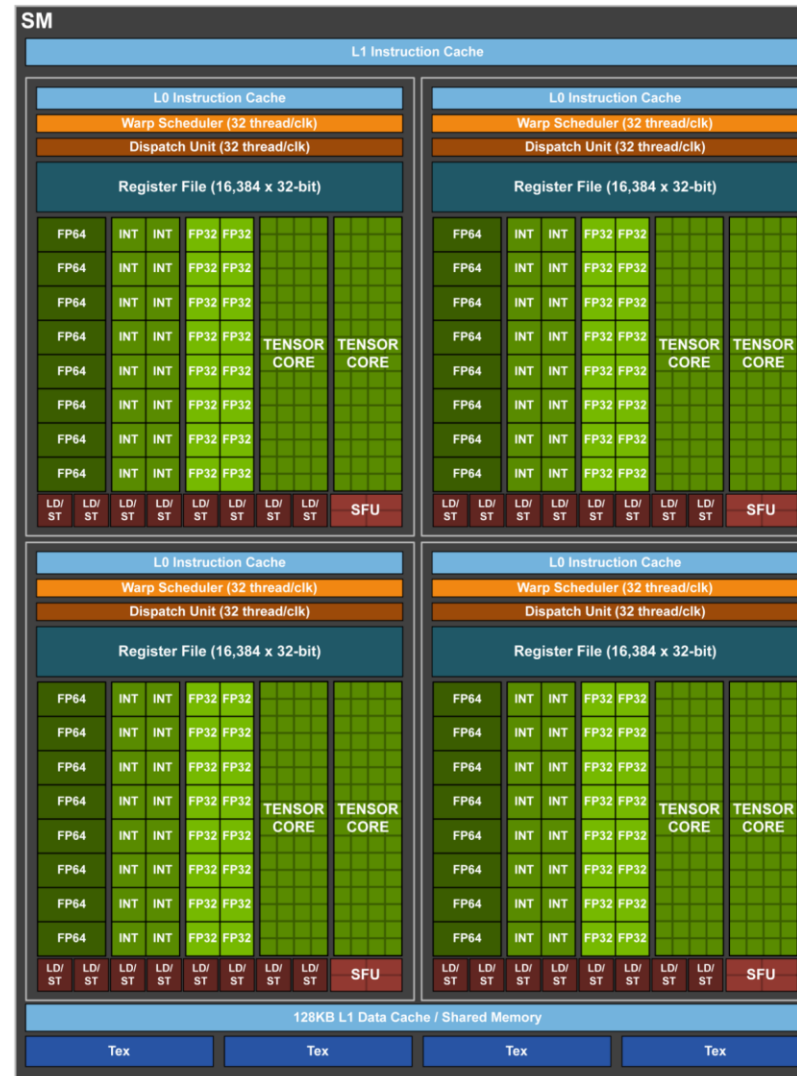 SM
L1 Instruction Cache
L0 Instruction Cache
Warp Scheduler (32 thread/clk)
Dispatch Unit (32 thread/clk)
Register File (16,384 x 32-bit)
FP64 INT INT FP32 FP32
FP64 INT INT FP32 FP32
FP64 INT INT FP32 FP32
FP64 INT INT FP32 FP32
FP64 INT INT FP32 FP32
FP64 INT INT FP32 FP32
FP64 INT INT FP32 FP32
FP64 INT INT FP32 FP32
TENSOR CORE
TENSOR CORE
LD/ST LD/ST LD/ST LD/ST LD/ST LD/ST LD/ST LD/ST SFU
L0 Instruction Cache
Warp Scheduler (32 thread/clk)
Dispatch Unit (32 thread/clk)
Register File (16,384 x 32-bit)
FP64 INT INT FP32 FP32
FP64 INT INT FP32 FP32
FP64 INT INT FP32 FP32
FP64 INT INT FP32 FP32
FP64 INT INT FP32 FP32
FP64 INT INT FP32 FP32
FP64 INT INT FP32 FP32
FP64 INT INT FP32 FP32
TENSOR CORE
TENSOR CORE
LD/ST LD/ST LD/ST LD/ST LD/ST LD/ST LD/ST LD/ST SFU
L0 Instruction Cache
Warp Scheduler (32 thread/clk)
Dispatch Unit (32 thread/clk)
Register File (16,384 x 32-bit)
FP64 INT INT FP32 FP32
FP64 INT INT FP32 FP32
FP64 INT INT FP32 FP32
FP64 INT INT FP32 FP32
FP64 INT INT FP32 FP32
FP64 INT INT FP32 FP32
FP64 INT INT FP32 FP32
FP64 INT INT FP32 FP32
TENSOR CORE
TENSOR CORE
LD/ST LD/ST LD/ST LD/ST LD/ST LD/ST LD/ST LD/ST SFU
L0 Instruction Cache
Warp Scheduler (32 thread/clk)
Dispatch Unit (32 thread/clk)
Register File (16,384 x 32-bit)
FP64 INT INT FP32 FP32
FP64 INT INT FP32 FP32
FP64 INT INT FP32 FP32
FP64 INT INT FP32 FP32
FP64 INT INT FP32 FP32
FP64 INT INT FP32 FP32
FP64 INT INT FP32 FP32
FP64 INT INT FP32 FP32
TENSOR CORE
TENSOR CORE
LD/ST LD/ST LD/ST LD/ST LD/ST LD/ST LD/ST LD/ST SFU
128KB L1 Data Cache / Shared Memory
Tex Tex Tex Tex